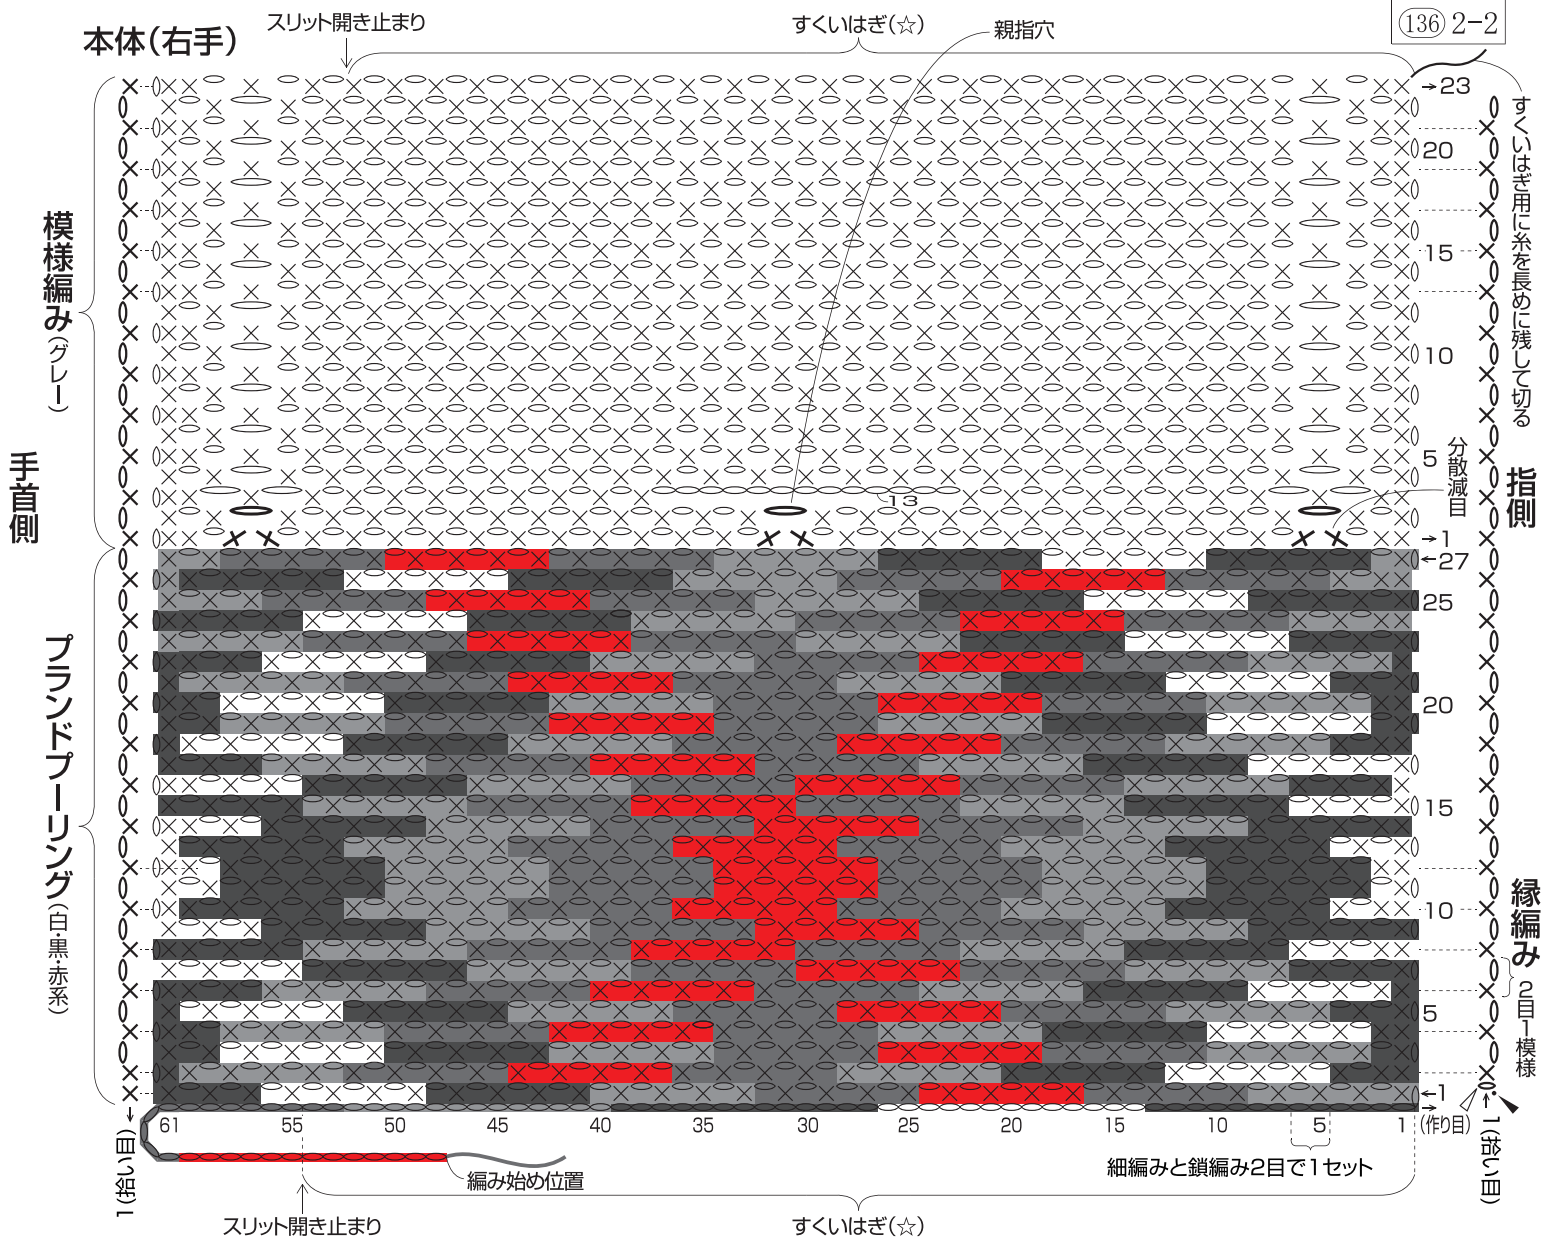 136 2-2
本体(右手)
スリット開き止まり
すくいはぎ(☆)
親指穴
すくいはぎ用に糸を長めに残して切る
→23
20
15
10
5
→1
←27
25
20
15
10
5
←1
→
(作り目)
模様編み(グレー)
手首側
指側
分散減目
13
ブランドプーリング(白・黒・赤系)
縁編み
2目1模様
61 55 50 45 40 35 30 25 20 15 10 5 1
細編みと鎖編み2目で1セット
編み始め位置
→1(拾い目)
←1(拾い目)
スリット開き止まり
すくいはぎ(☆)